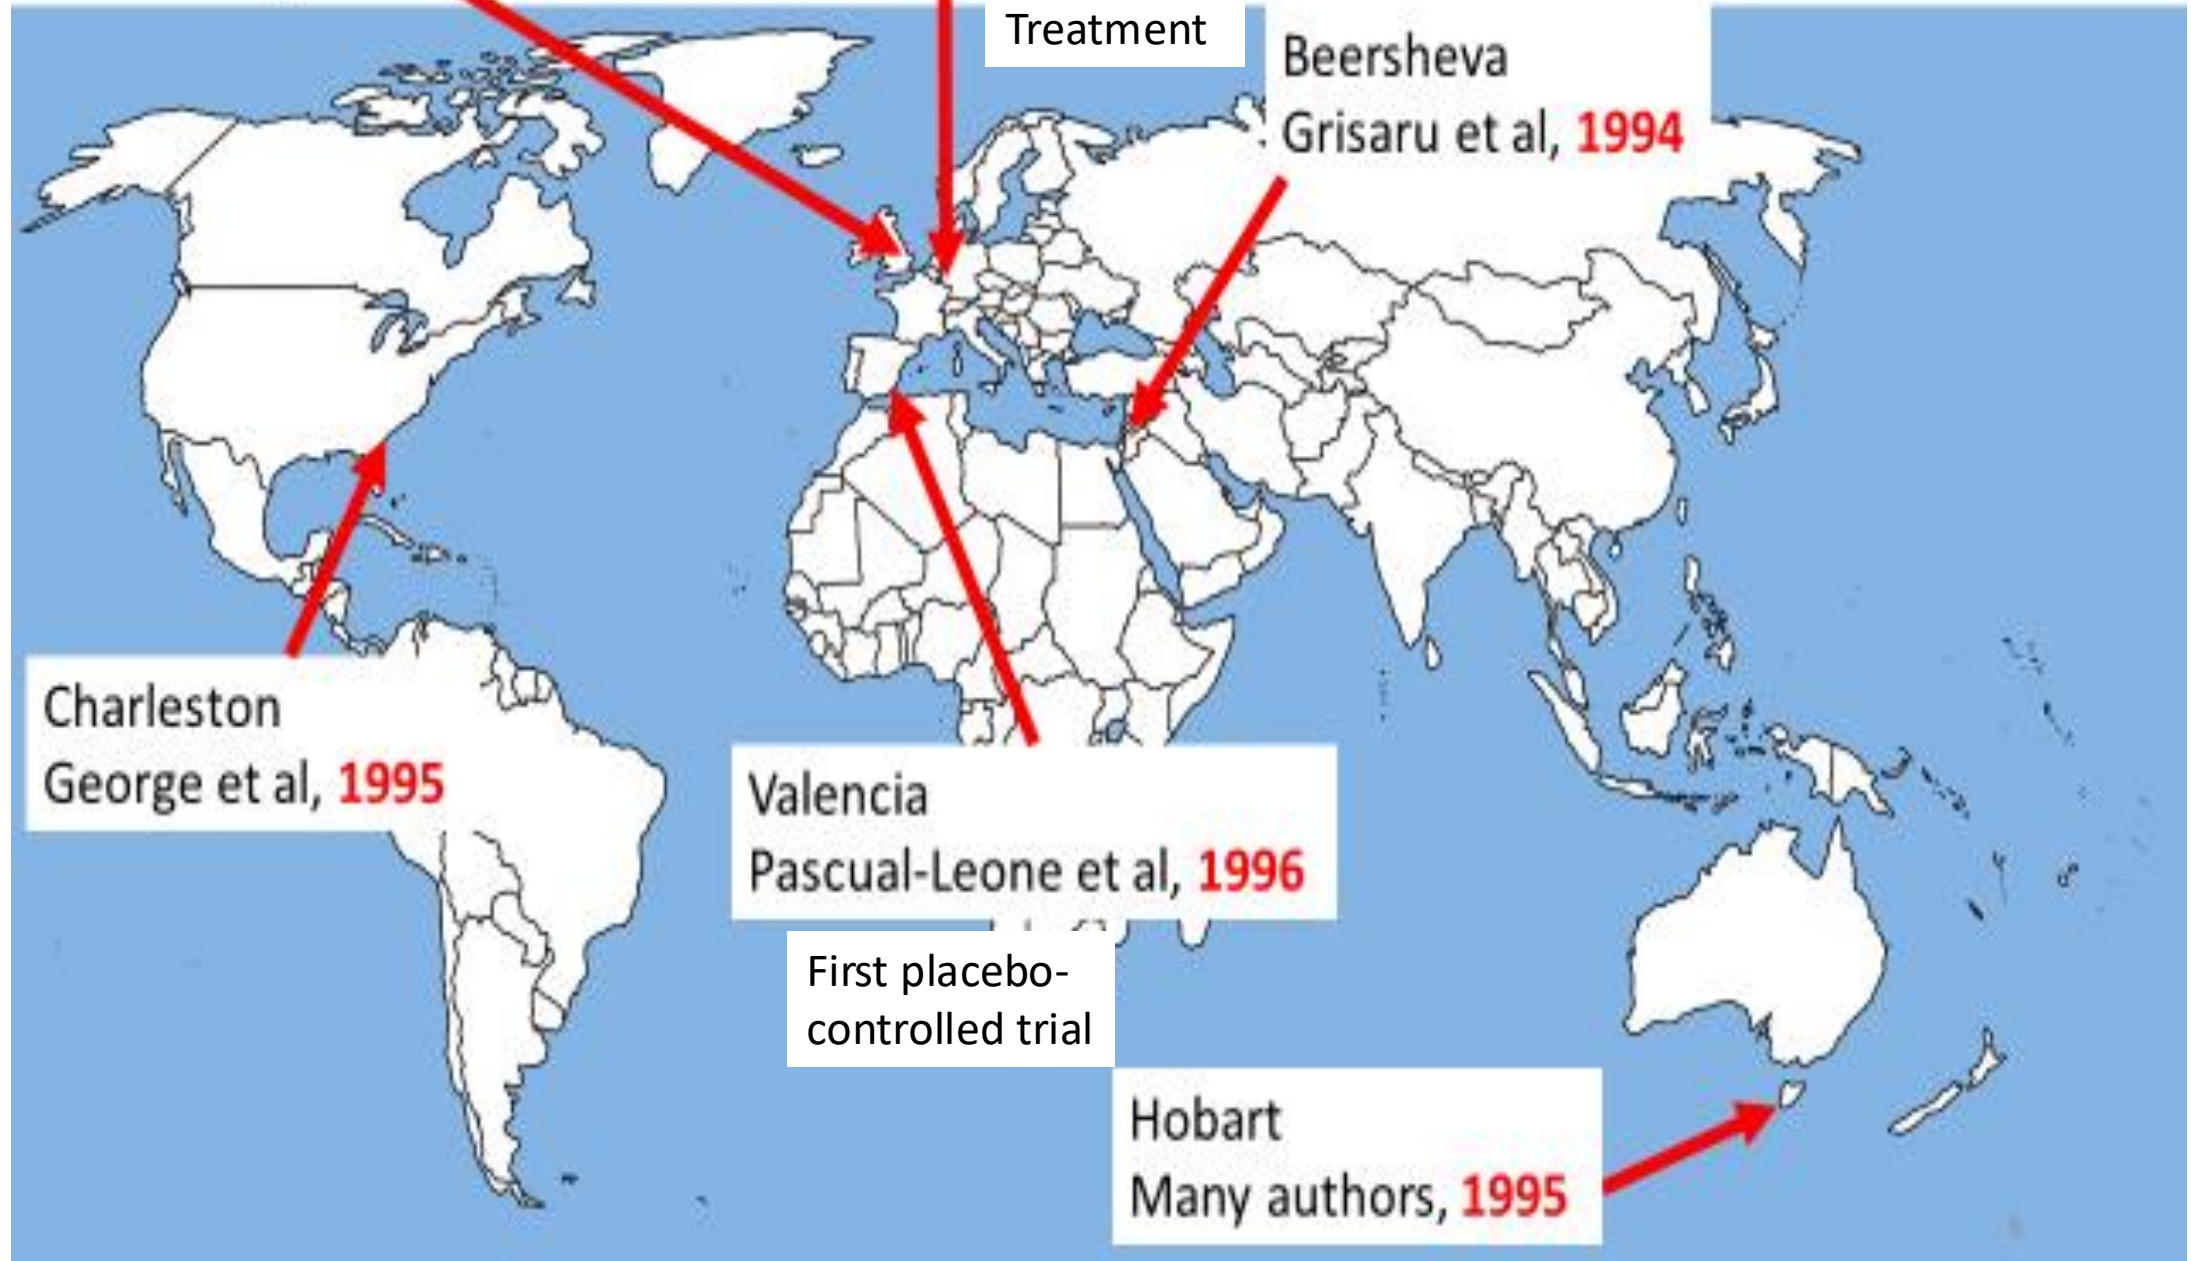 Treatment
Beersheva
Grisaru et al, 1994
Charleston
George et al, 1995
Valencia
Pascual-Leone et al, 1996
First placebo-
controlled trial
Hobart
Many authors, 1995